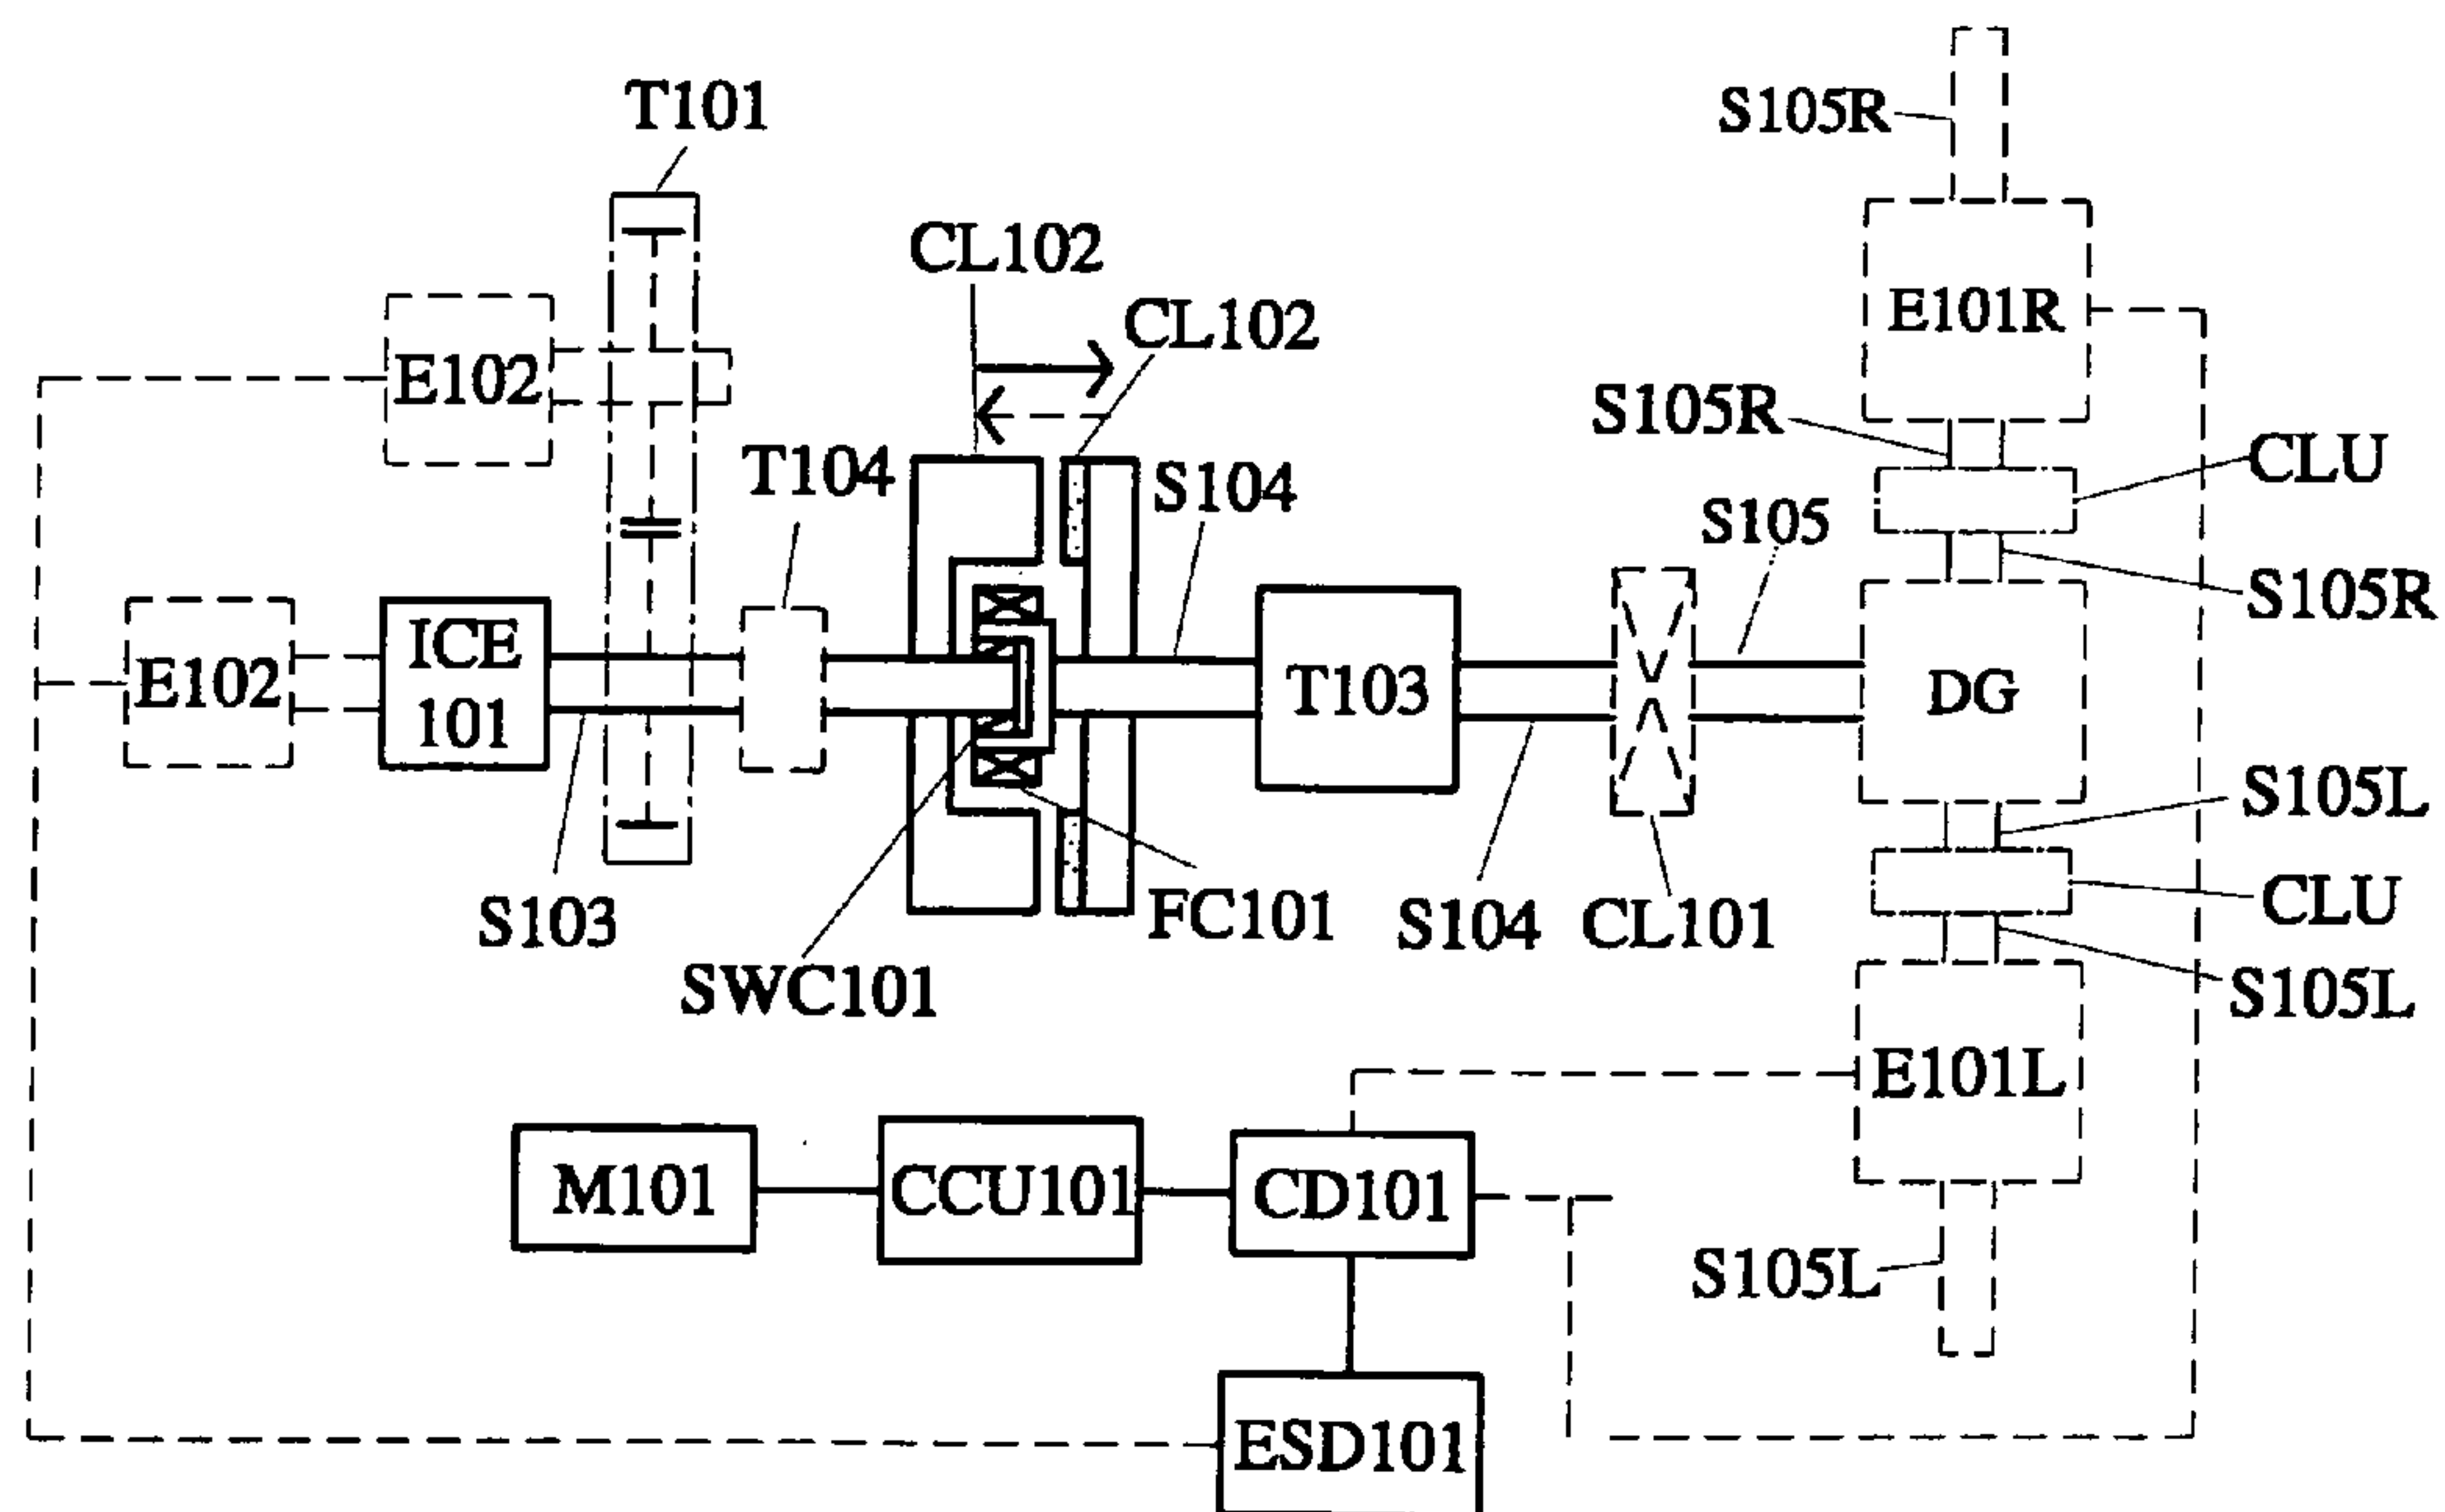 T101
S105R
CL102
CL102
E101R
E102
S105R
CLU
T104
S104
S105
S105R
ICE
101
E102
T103
DG
S105L
CLU
S103
FC101
S104
CL101
SWC101
S105L
E101L
M101
CCU101
CD101
S105L
ESD101